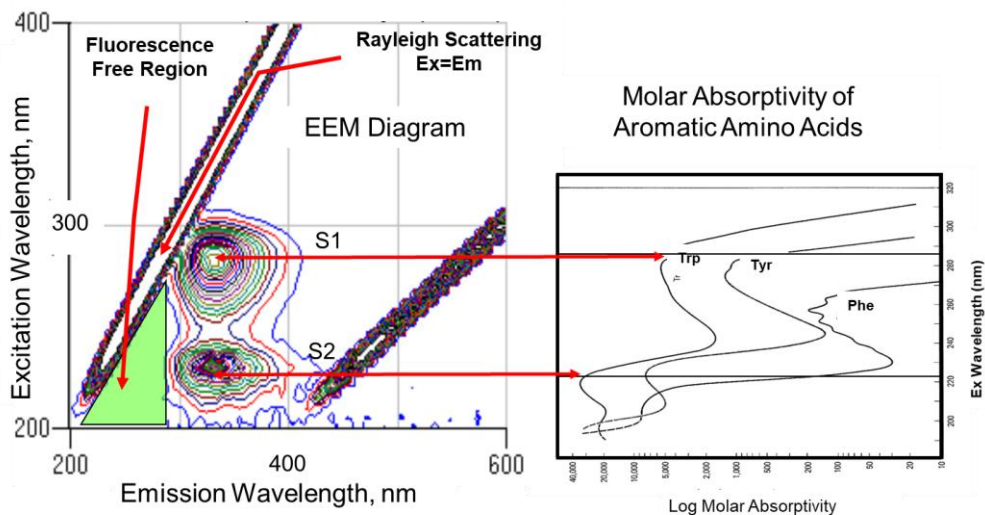 400
Fluorescence
Free Region
Rayleigh Scattering
Ex=Em
EEM Diagram
Excitation Wavelength, nm
300
S1
S2
200
200
400
600
Emission Wavelength, nm
Molar Absorptivity of
Aromatic Amino Acids
Trp
Tyr
Phe
320
300
280
260
240
220
200
Ex Wavelength (nm)
40,000
20,000
10,000
5,000
2,000
1,000
500
200
100
50
20
10
Log Molar Absorptivity